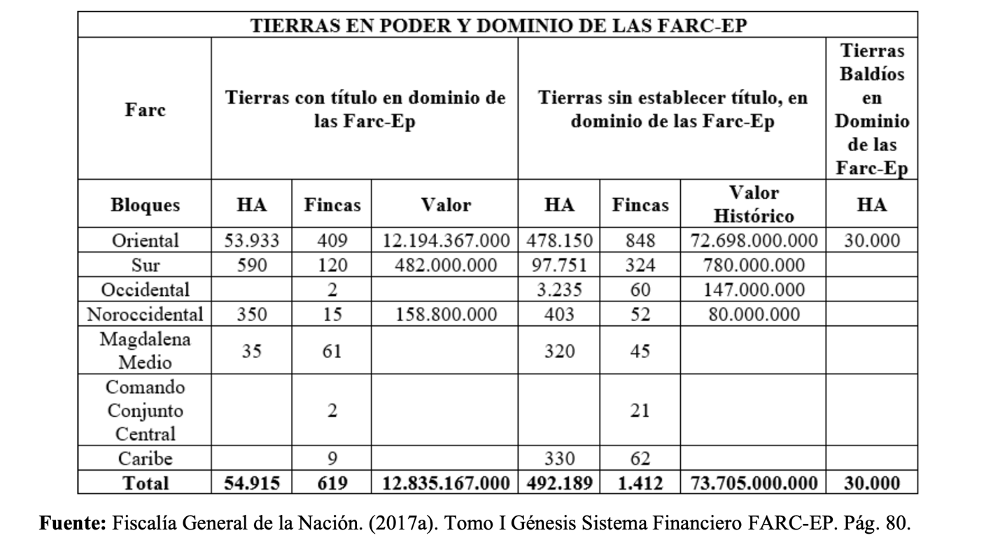 TIERRAS EN PODER Y DOMINIO DE LAS FARC-EP
Farc
Tierras con título en dominio de
las Farc-Ep
Tierras sin establecer título, en
dominio de las Farc-Ep
Tierras
Baldíos
en
Dominio
de las
Farc-Ep
Bloques HA Fincas Valor HA Fincas Valor
Histórico HA
Oriental 53.933 409 12.194.367.000 478.150 848 72.698.000.000 30.000
Sur 590 120 482.000.000 97.751 324 780.000.000
Occidental 2 3.235 60 147.000.000
Noroccidental 350 15 158.800.000 403 52 80.000.000
Magdalena
Medio 35 61 320 45
Comando
Conjunto
Central 2 21
Caribe 9 330 62
Total 54.915 619 12.835.167.000 492.189 1.412 73.705.000.000 30.000
Fuente: Fiscalía General de la Nación. (2017a). Tomo I Génesis Sistema Financiero FARC-EP. Pág. 80.